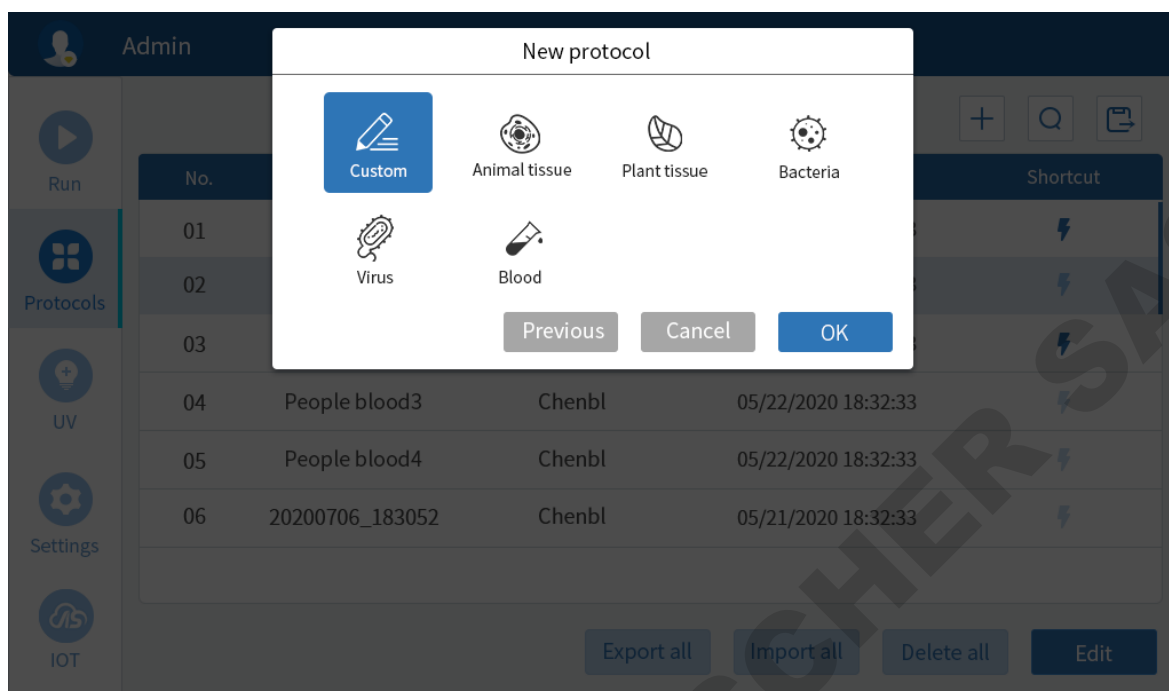 Admin
New protocol
Custom
Animal tissue
Plant tissue
Bacteria
Virus
Blood
Previous
Cancel
OK
Run
Protocols
UV
Settings
IOT
No.
Shortcut
01
02
03
04 People blood3 Chenbl 05/22/2020 18:32:33
05 People blood4 Chenbl 05/22/2020 18:32:33
06 20200706_183052 Chenbl 05/21/2020 18:32:33
Export all
Import all
Delete all
Edit